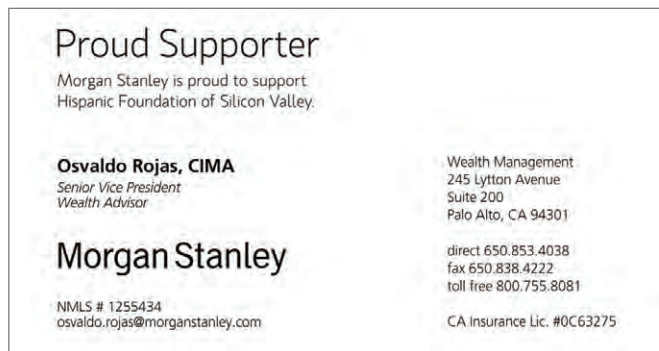 Proud Supporter
Morgan Stanley is proud to support
Hispanic Foundation of Silicon Valley.
Osvaldo Rojas, CIMA
Senior Vice President
Wealth Advisor
Morgan Stanley
NMLS # 1255434
osvaldo.rojas@morganstanley.com
Wealth Management
245 Lytton Avenue
Suite 200
Palo Alto, CA 94301
direct 650.853.4038
fax 650.838.4222
toll free 800.755.8081
CA Insurance Lic. #0C63275